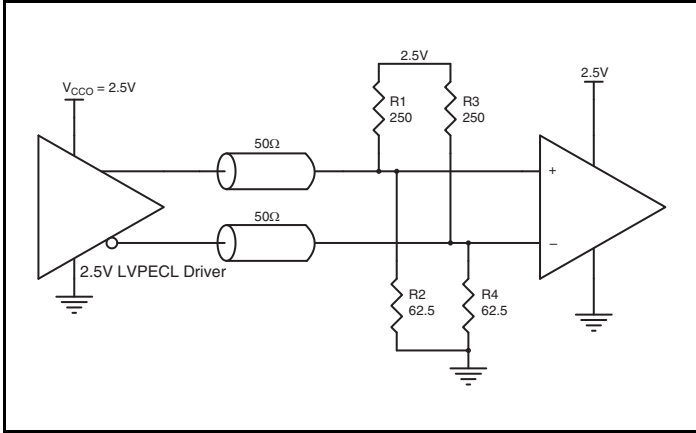 2.5V
V_CCO = 2.5V
2.5V
R1
250
R3
250
50Ω
+
50Ω
−
2.5V LVPECL Driver
R2
62.5
R4
62.5